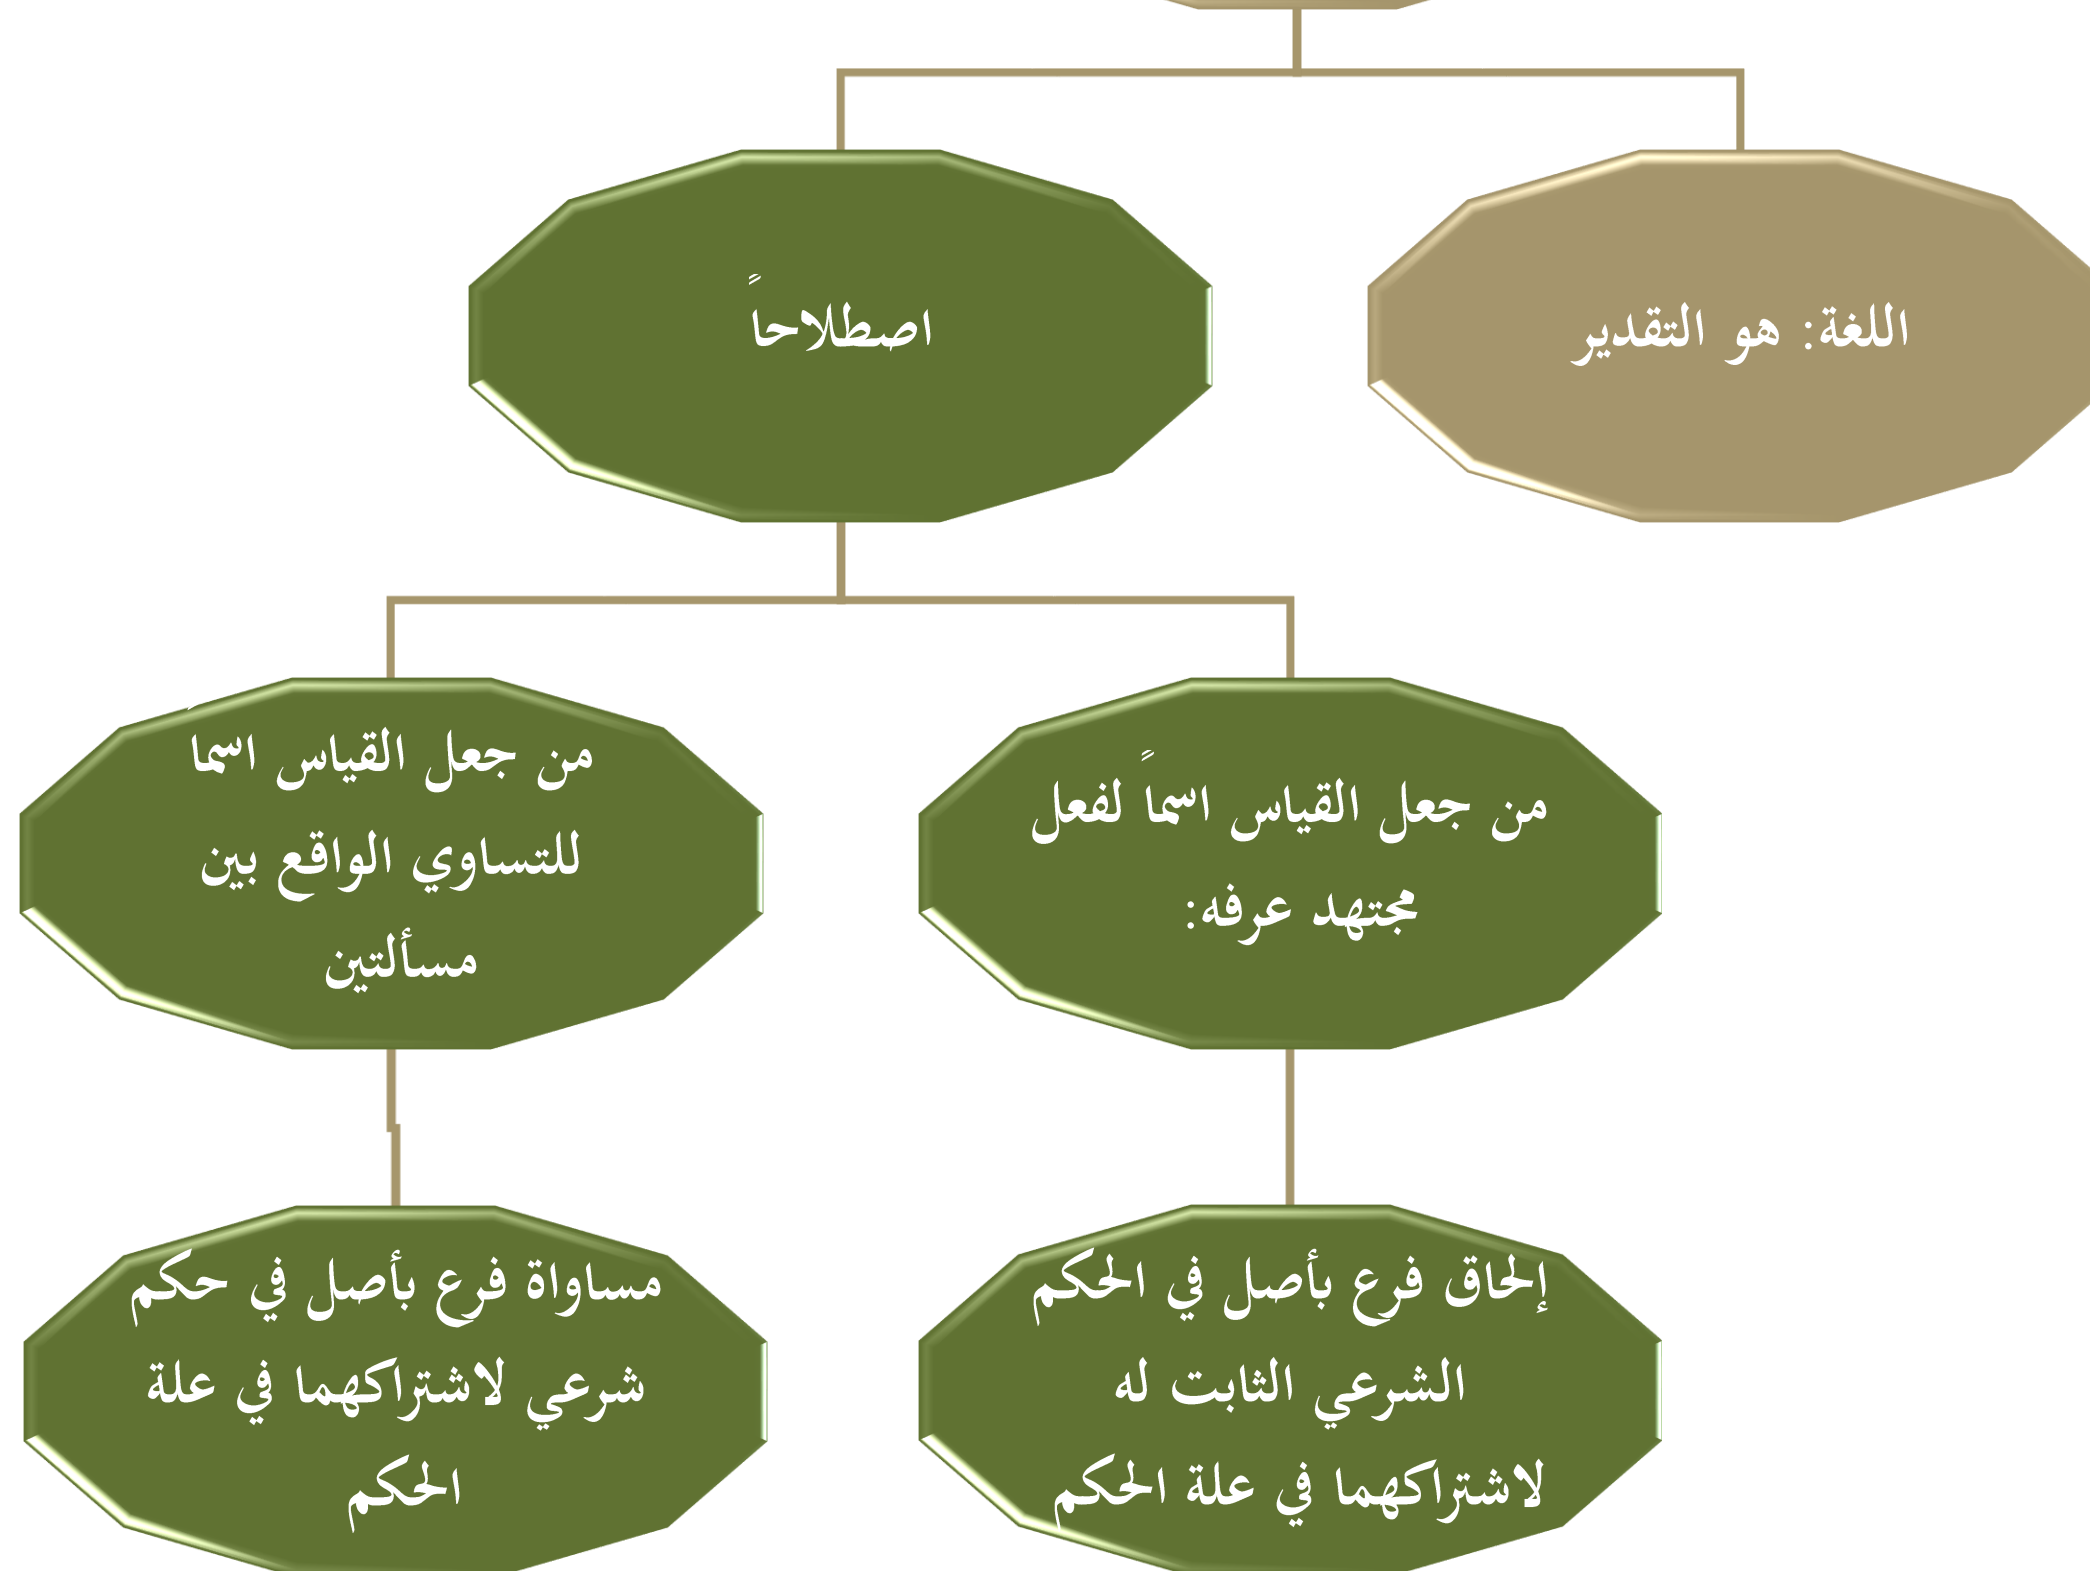 اللغة: هو التقدير
اصطلاحاً
من جعل القياس اسماً لفعل
مجتهد عرفه:
من جعل القياس اسماً
للتساوي الواقع بين
مسألتين
إلحاق فرع بأصل في الحكم
الشرعي الثابت له
لاشتراكهما في علة الحكم
مساواة فرع بأصل في حكم
شرعي لاشتراكهما في علة
الحكم